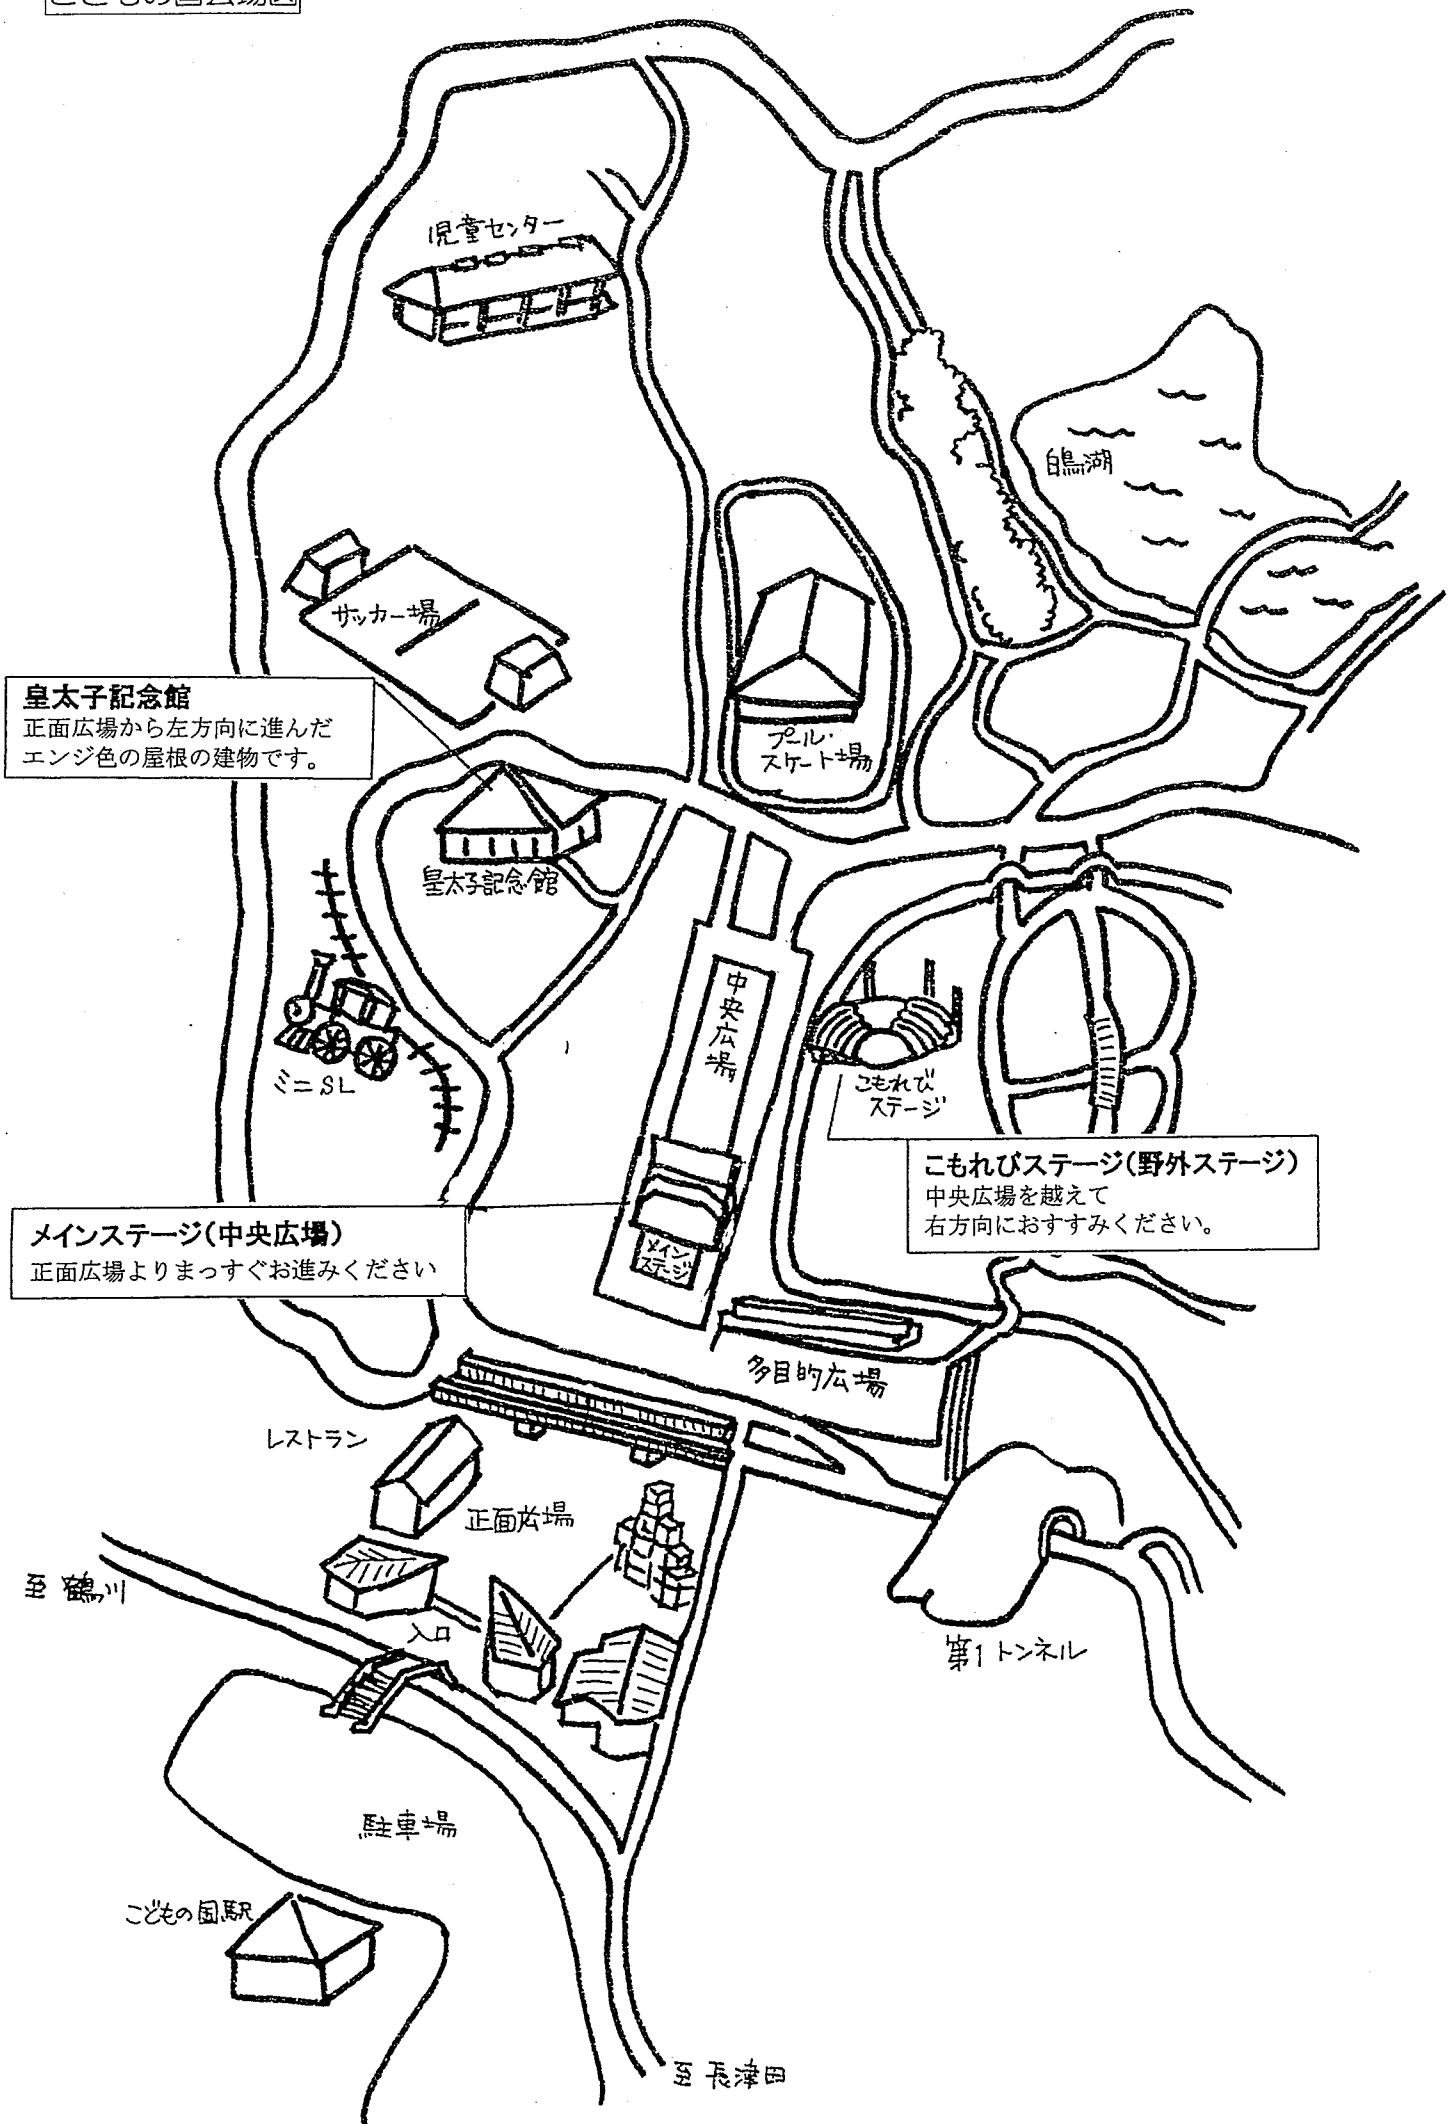 こどもの国会場図
児童センター
白鳥湖
サッカー場
皇太子記念館
正面広場から左方向に進んだ
エンジ色の屋根の建物です。
プール・
スケート場
皇太子記念館
中央広場
ミニSL
こもれび
ステージ
こもれびステージ(野外ステージ)
中央広場を越えて
右方向におすすみください。
メインステージ(中央広場)
正面広場よりまっすぐお進みください
メイン
ステージ
多目的広場
レストラン
正面広場
至 鶴川
入口
第1トンネル
駐車場
こどもの国駅
至 長津田